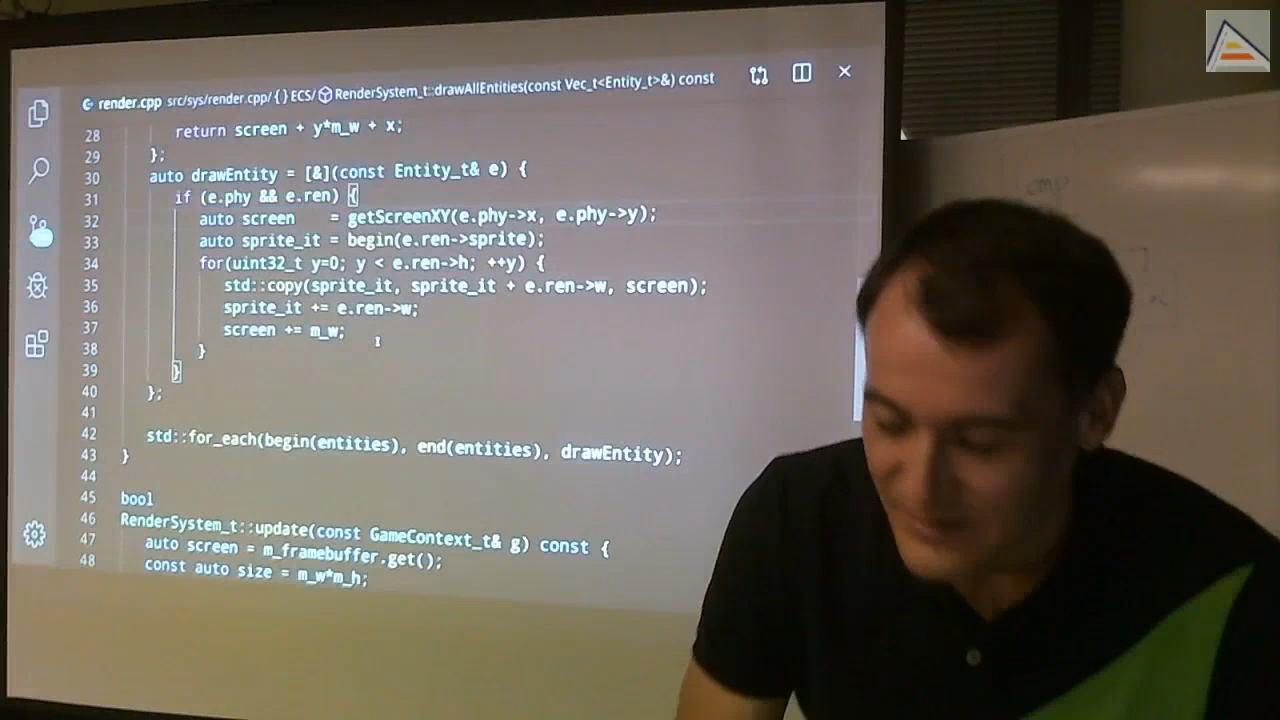 render.cpp src/sys/render.cpp/ { } ECS/ RenderSystem_t::drawAllEntities(const Vec_t<Entity_t>&) const
28 return screen + y*m_w + x;
29 };
30 auto drawEntity = [&](const Entity_t& e) {
31 if (e.phy && e.ren) {
32 auto screen = getScreenXY(e.phy->x, e.phy->y);
33 auto sprite_it = begin(e.ren->sprite);
34 for(uint32_t y=0; y < e.ren->h; ++y) {
35 std::copy(sprite_it, sprite_it + e.ren->w, screen);
36 sprite_it += e.ren->w;
37 screen += m_w;
38 }
39 }
40 };
41
42 std::for_each(begin(entities), end(entities), drawEntity);
43 }
44
45 bool
46 RenderSystem_t::update(const GameContext_t& g) const {
47 auto screen = m_framebuffer.get();
48 const auto size = m_w*m_h;
cmp